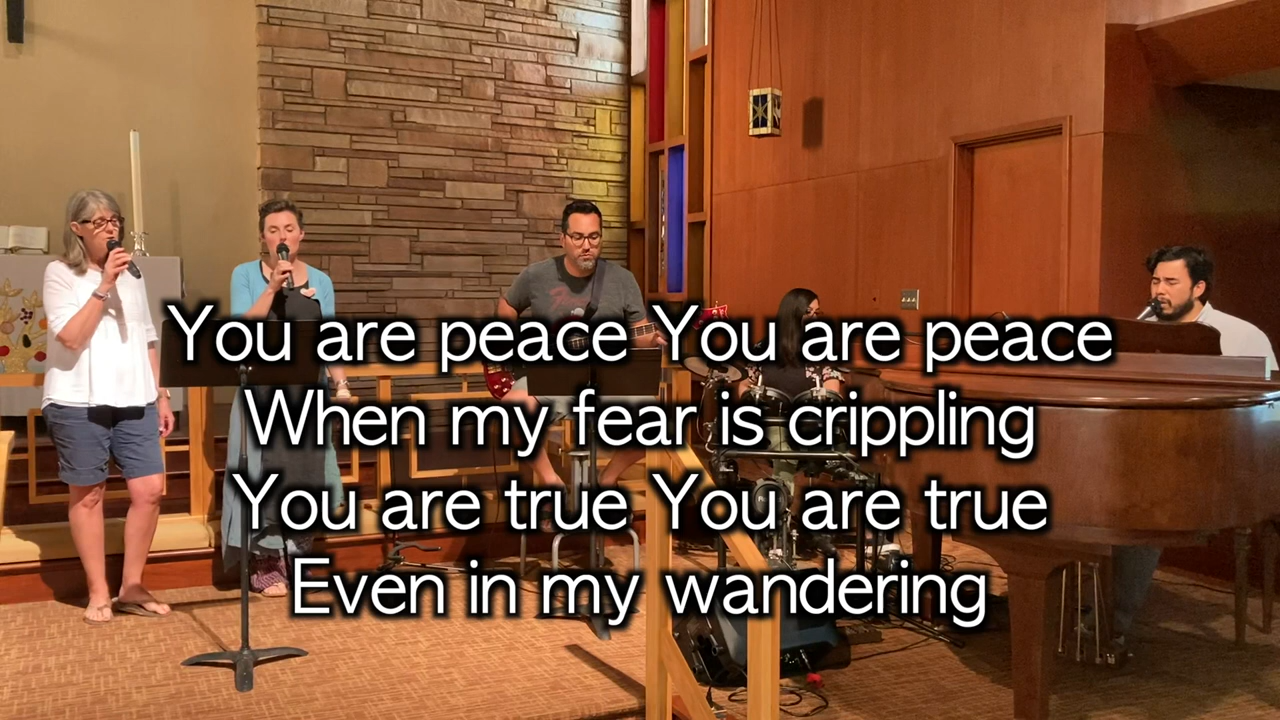 You are peace You are peace
When my fear is crippling
You are true You are true
Even in my wandering